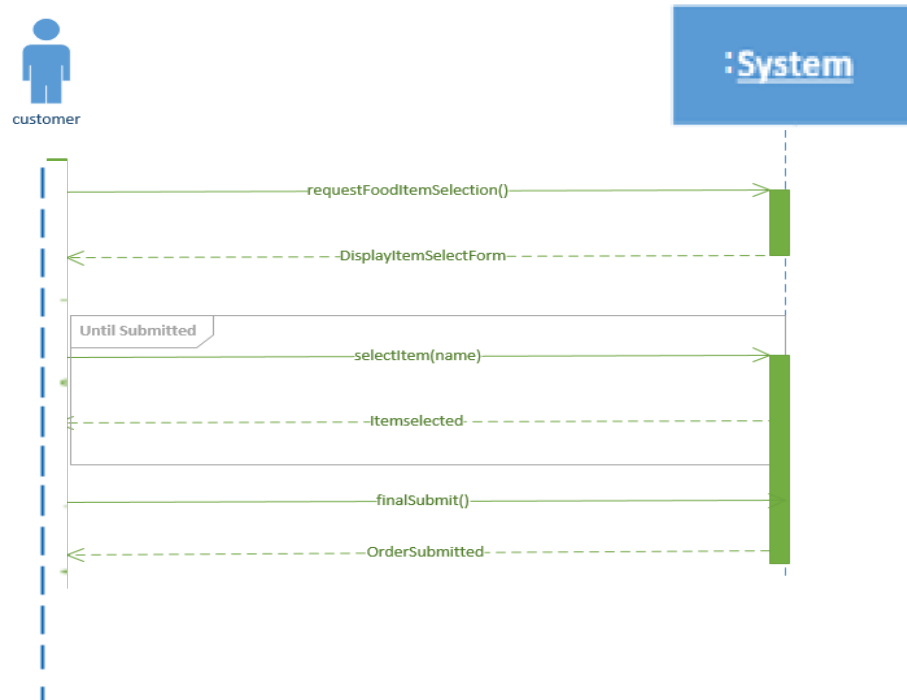 :System
customer
requestFoodItemSelection()
DisplayItemSelectForm
Until Submitted
selectItem(name)
Itemselected
finalSubmit()
OrderSubmitted